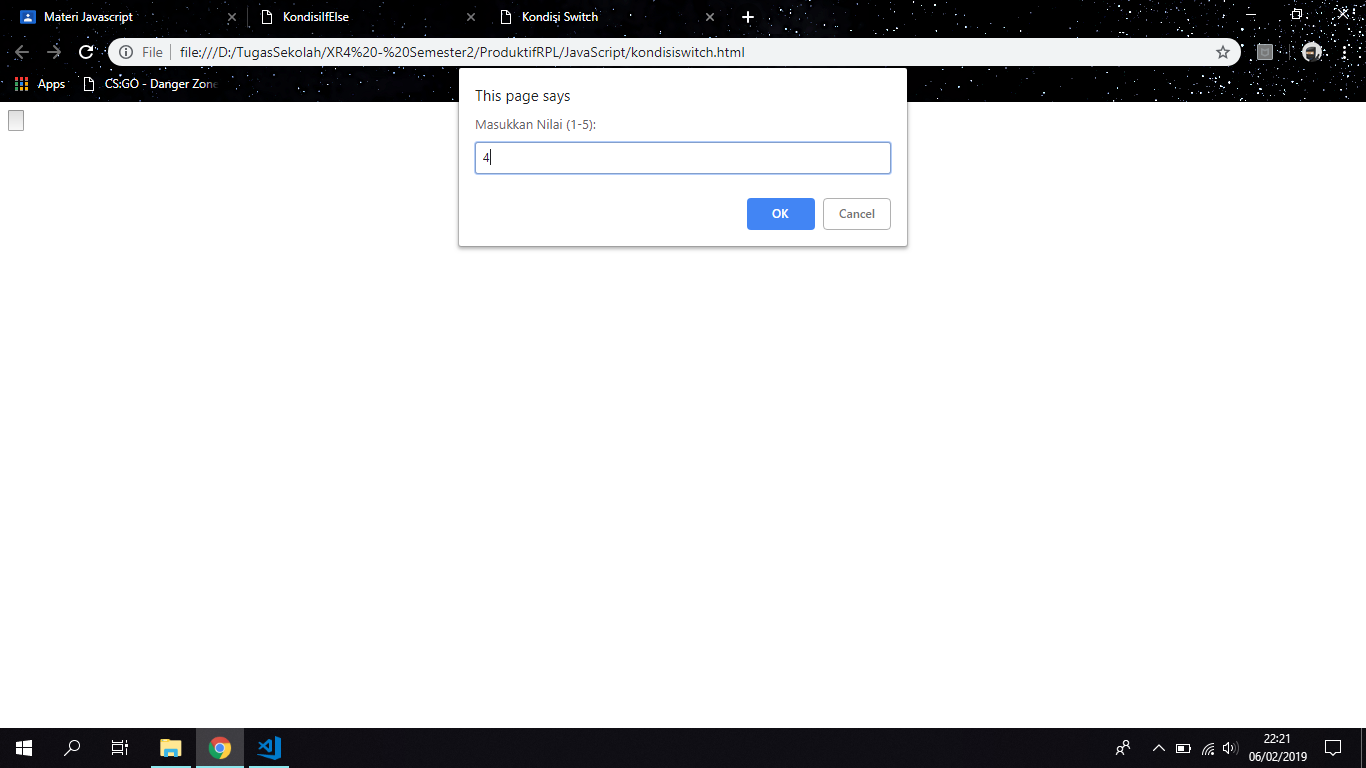 Materi Javascript
KondisiIfElse
Kondisi Switch
File
file:///D:/TugasSekolah/XR4%20-%20Semester2/ProduktifRPL/JavaScript/kondisiswitch.html
Apps
CS:GO - Danger Zone
This page says
Masukkan Nilai (1-5):
4
OK
Cancel
22:21
06/02/2019